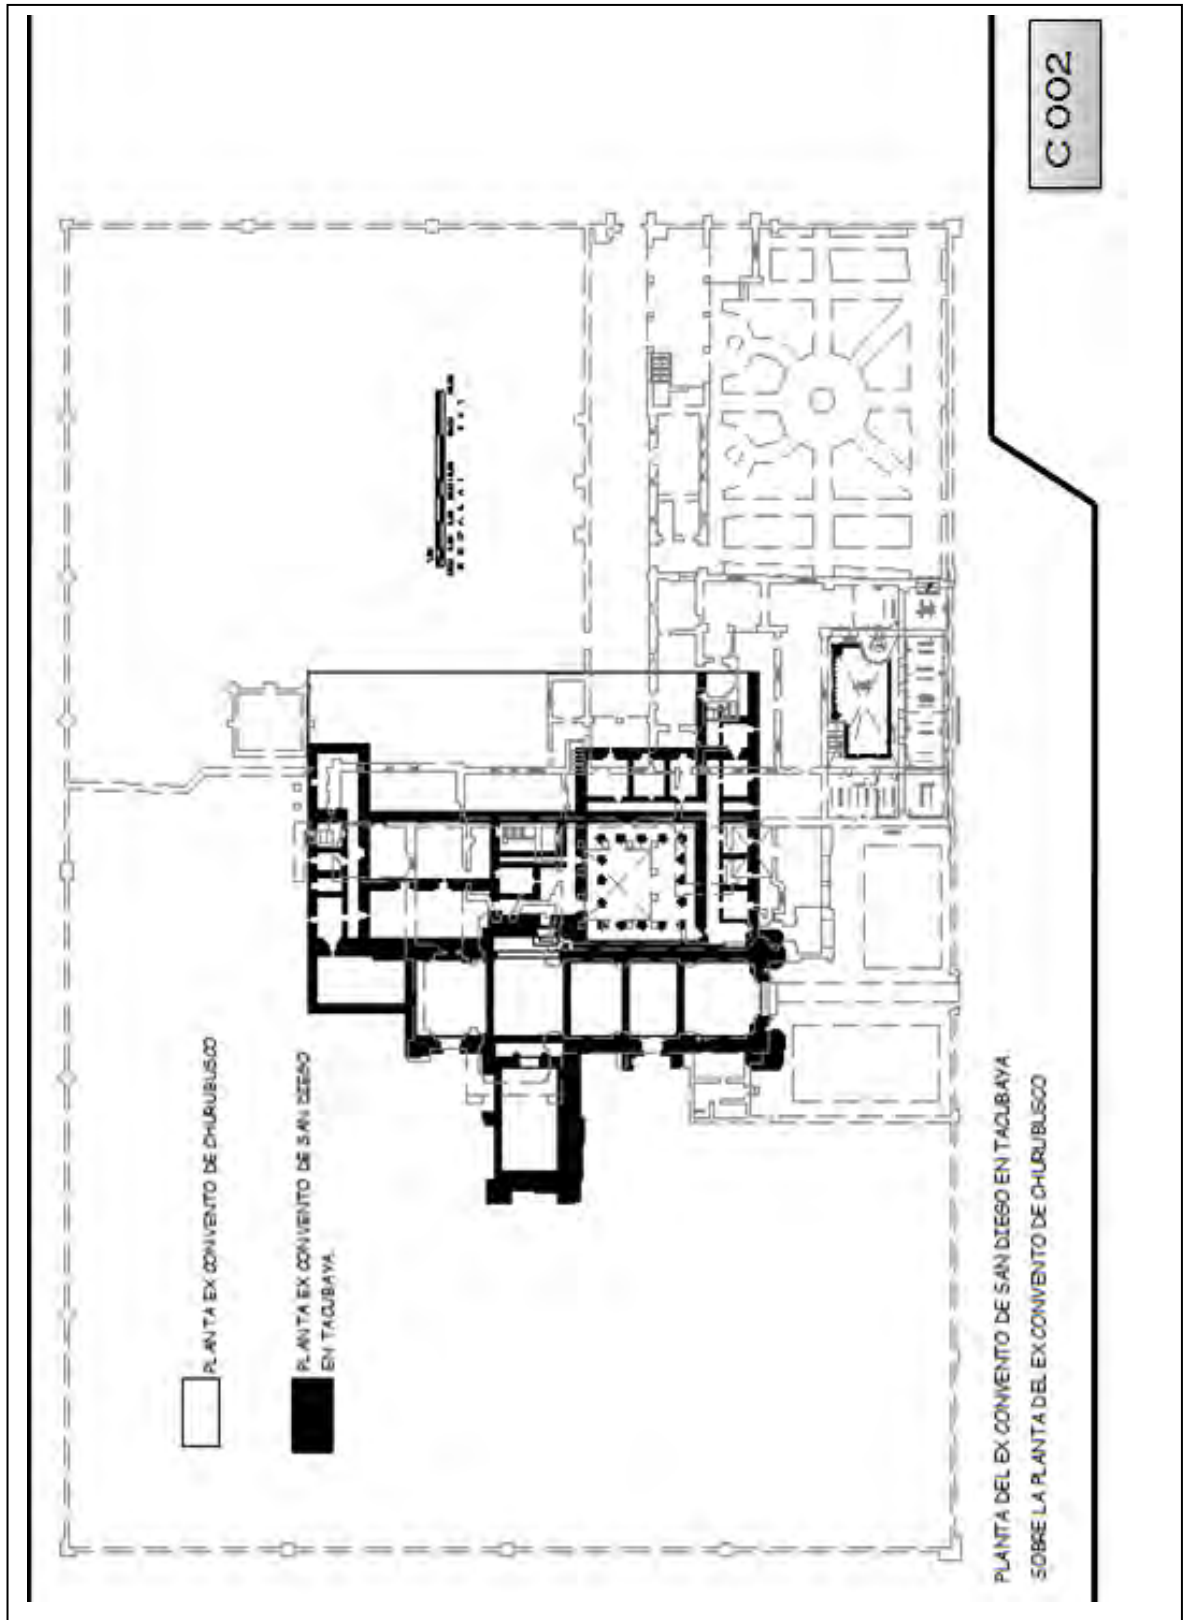 PLANTA EX CONVENTO DE CHURUBUSCO
PLANTA EX CONVENTO DE SAN DIEGO
EN TACUBAYA.
PLANTA DEL EX CONVENTO DE SAN DIEGO EN TACUBAYA
SOBRE LA PLANTA DEL EX CONVENTO DE CHURUBUSCO
C 002